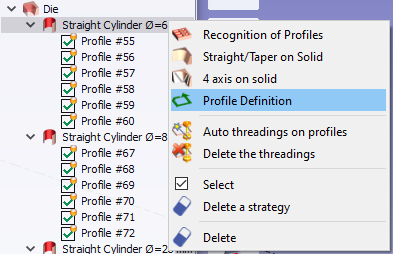 Die
Straight Cylinder Ø=6
Profile #55
Profile #56
Profile #57
Profile #58
Profile #59
Profile #60
Straight Cylinder Ø=8
Profile #67
Profile #68
Profile #69
Profile #70
Profile #71
Profile #72
Straight Cylinder Ø=2
Recognition of Profiles
Straight/Taper on Solid
4 axis on solid
Profile Definition
Auto threadings on profiles
Delete the threadings
Select
Delete a strategy
Delete